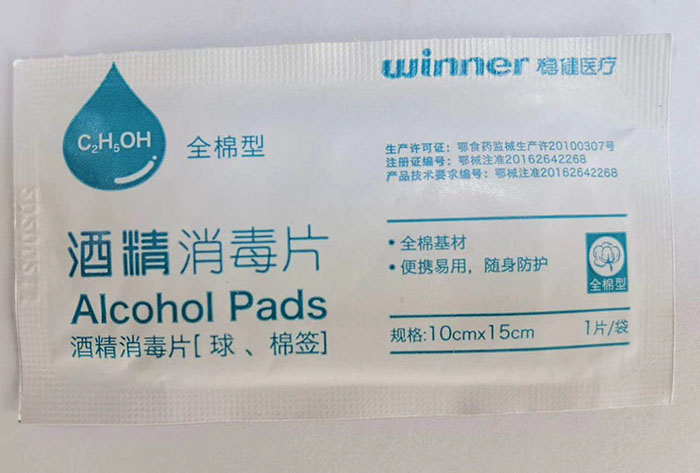 winner 稳健医疗
C₂H₅OH
全棉型
生产许可证：鄂食药监械生产许20100307号
注册证编号：鄂械注准20162642268
产品技术要求编号：鄂械注准20162642268
酒精消毒片
Alcohol Pads
酒精消毒片[ 球 、棉签]
·全棉基材
·便携易用，随身防护
全棉型
规格:10cmx15cm 1片/袋